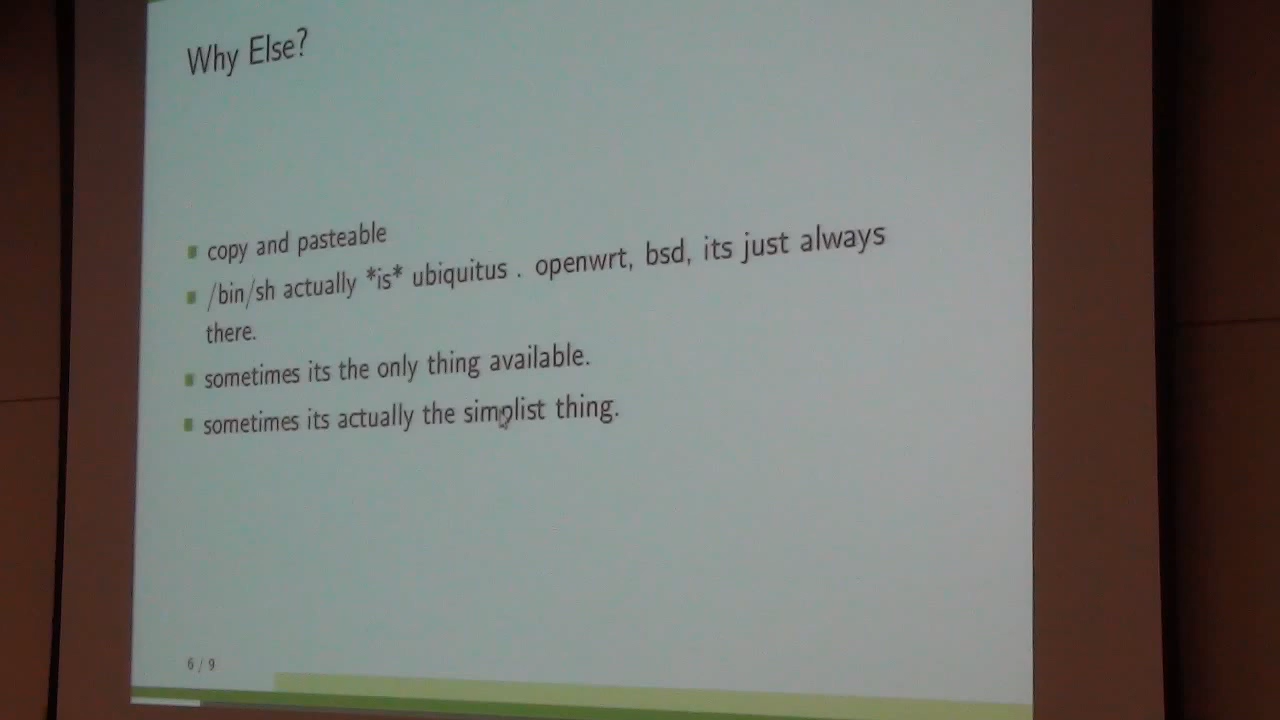 Why Else?
copy and pasteable
/bin/sh actually *is* ubiquitus . openwrt, bsd, its just always
there.
sometimes its the only thing available.
sometimes its actually the simplist thing.
6 / 9